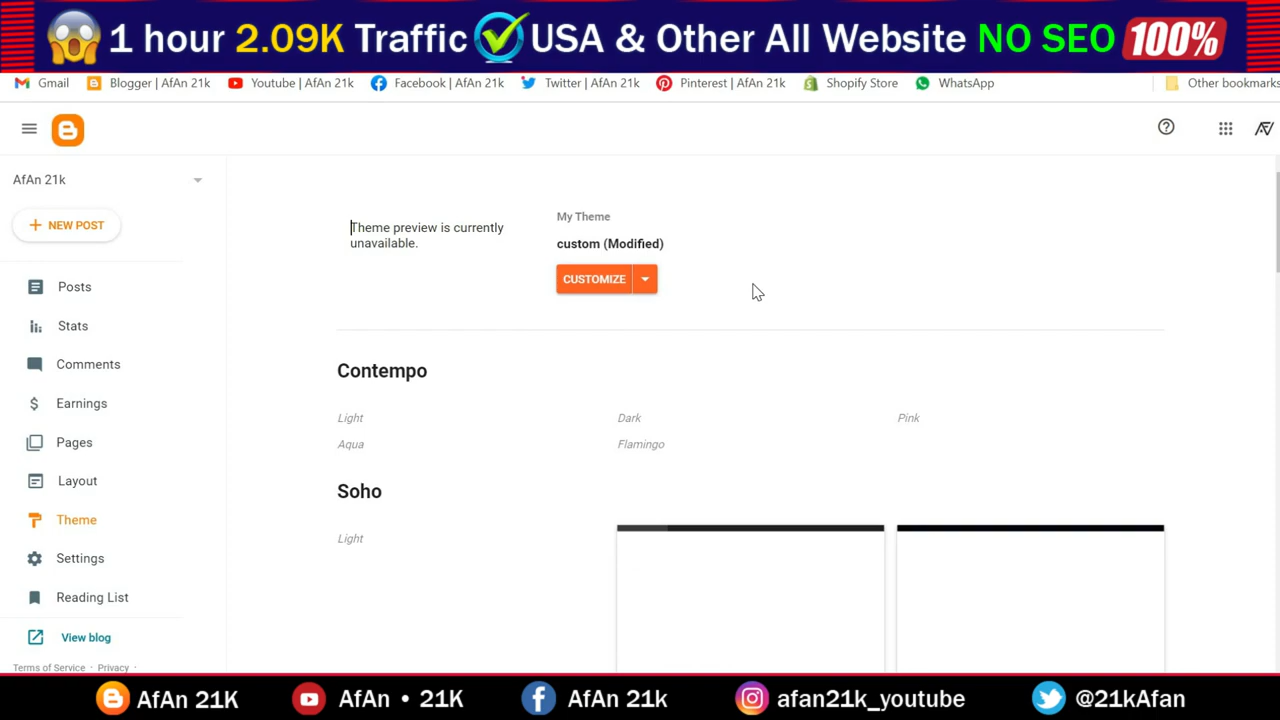 1 hour 2.09K Traffic USA & Other All Website NO SEO 100%
Gmail Blogger | AfAn 21k Youtube | AfAn 21k Facebook | AfAn 21k Twitter | AfAn 21k Pinterest | AfAn 21k Shopify Store WhatsApp Other bookmarks
AfAn 21k
NEW POST
Posts
Stats
Comments
Earnings
Pages
Layout
Theme
Settings
Reading List
View blog
Terms of Service · Privacy ·
Theme preview is currently
unavailable.
My Theme
custom (Modified)
CUSTOMIZE
Contempo
Light Dark Pink
Aqua Flamingo
Soho
Light
AfAn 21K AfAn • 21K AfAn 21k afan21k_youtube @21kAfan